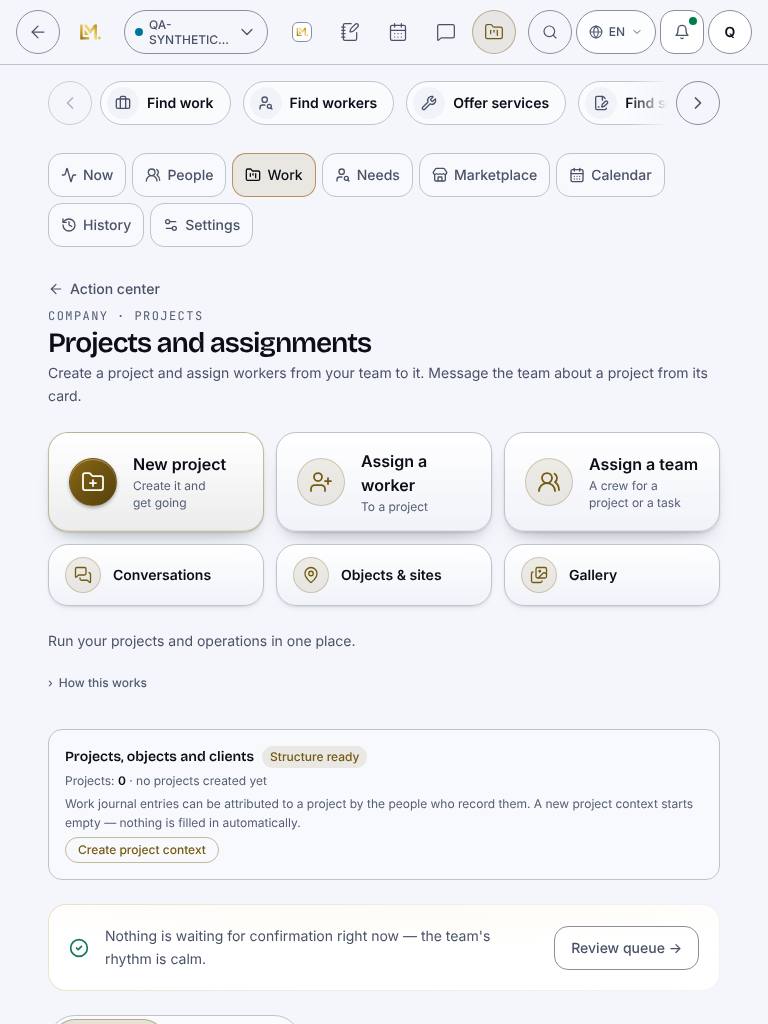 QA-
SYNTHETIC...
EN
Q
Find work
Find workers
Offer services
Find
Now
People
Work
Needs
Marketplace
Calendar
History
Settings
Action center
COMPANY · PROJECTS
Projects and assignments
Create a project and assign workers from your team to it. Message the team about a project from its
card.
New project
Create it and
get going
Assign a
worker
To a project
Assign a team
A crew for a
project or a task
Conversations
Objects & sites
Gallery
Run your projects and operations in one place.
› How this works
Projects, objects and clients Structure ready
Projects: 0 · no projects created yet
Work journal entries can be attributed to a project by the people who record them. A new project context starts
empty — nothing is filled in automatically.
Create project context
Nothing is waiting for confirmation right now — the team's
rhythm is calm.
Review queue →